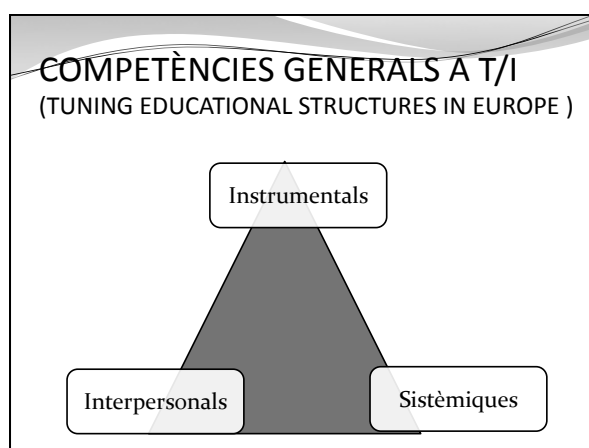 COMPETÈNCIES GENERALS A T/I
(TUNING EDUCATIONAL STRUCTURES IN EUROPE )
Instrumentals
Interpersonals
Sistèmiques